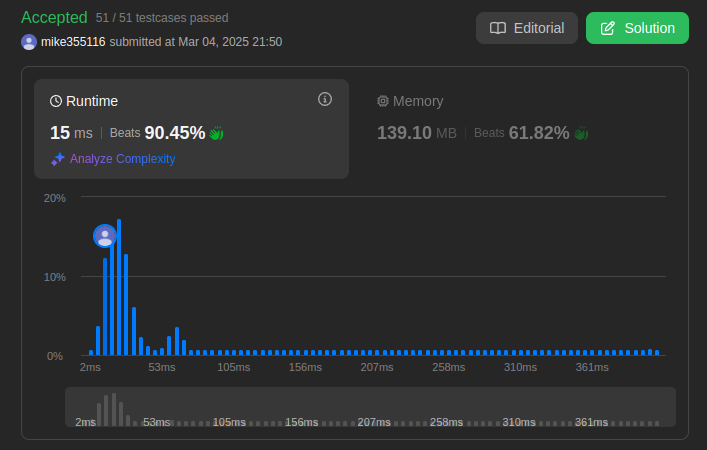 Accepted 51 / 51 testcases passed
Editorial
Solution
mike355116 submitted at Mar 04, 2025 21:50
Runtime
Memory
15 ms | Beats 90.45%
139.10 MB | Beats 61.82%
Analyze Complexity
20%
10%
0%
2ms 53ms 105ms 156ms 207ms 258ms 310ms 361ms
2ms 53ms 105ms 156ms 207ms 258ms 310ms 361ms